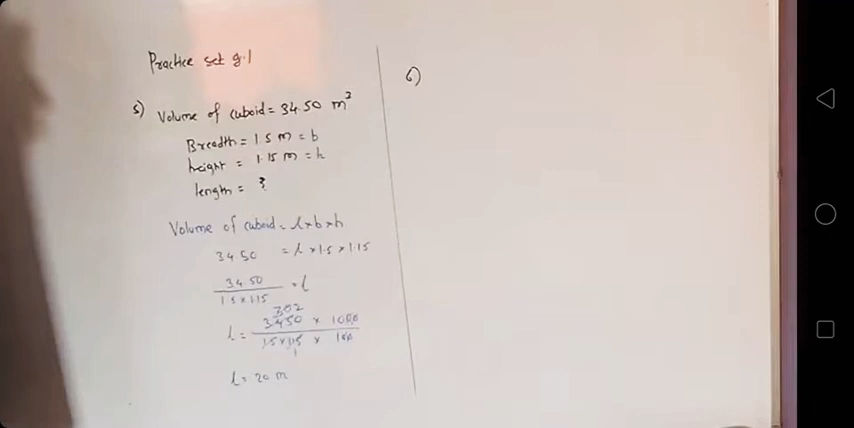 Practice set 9.1
5) Volume of cuboid = 34.50 m³
Breadth = 1.5 m = b
height = 1.15 m = h
length = ?
Volume of cuboid = l × b × h
34.50 = l × 1.5 × 1.15
34.50 / 1.5 × 1.15 = l
l = 3450 × 1000 / 15 × 115 × 100
l = 20 m
6)